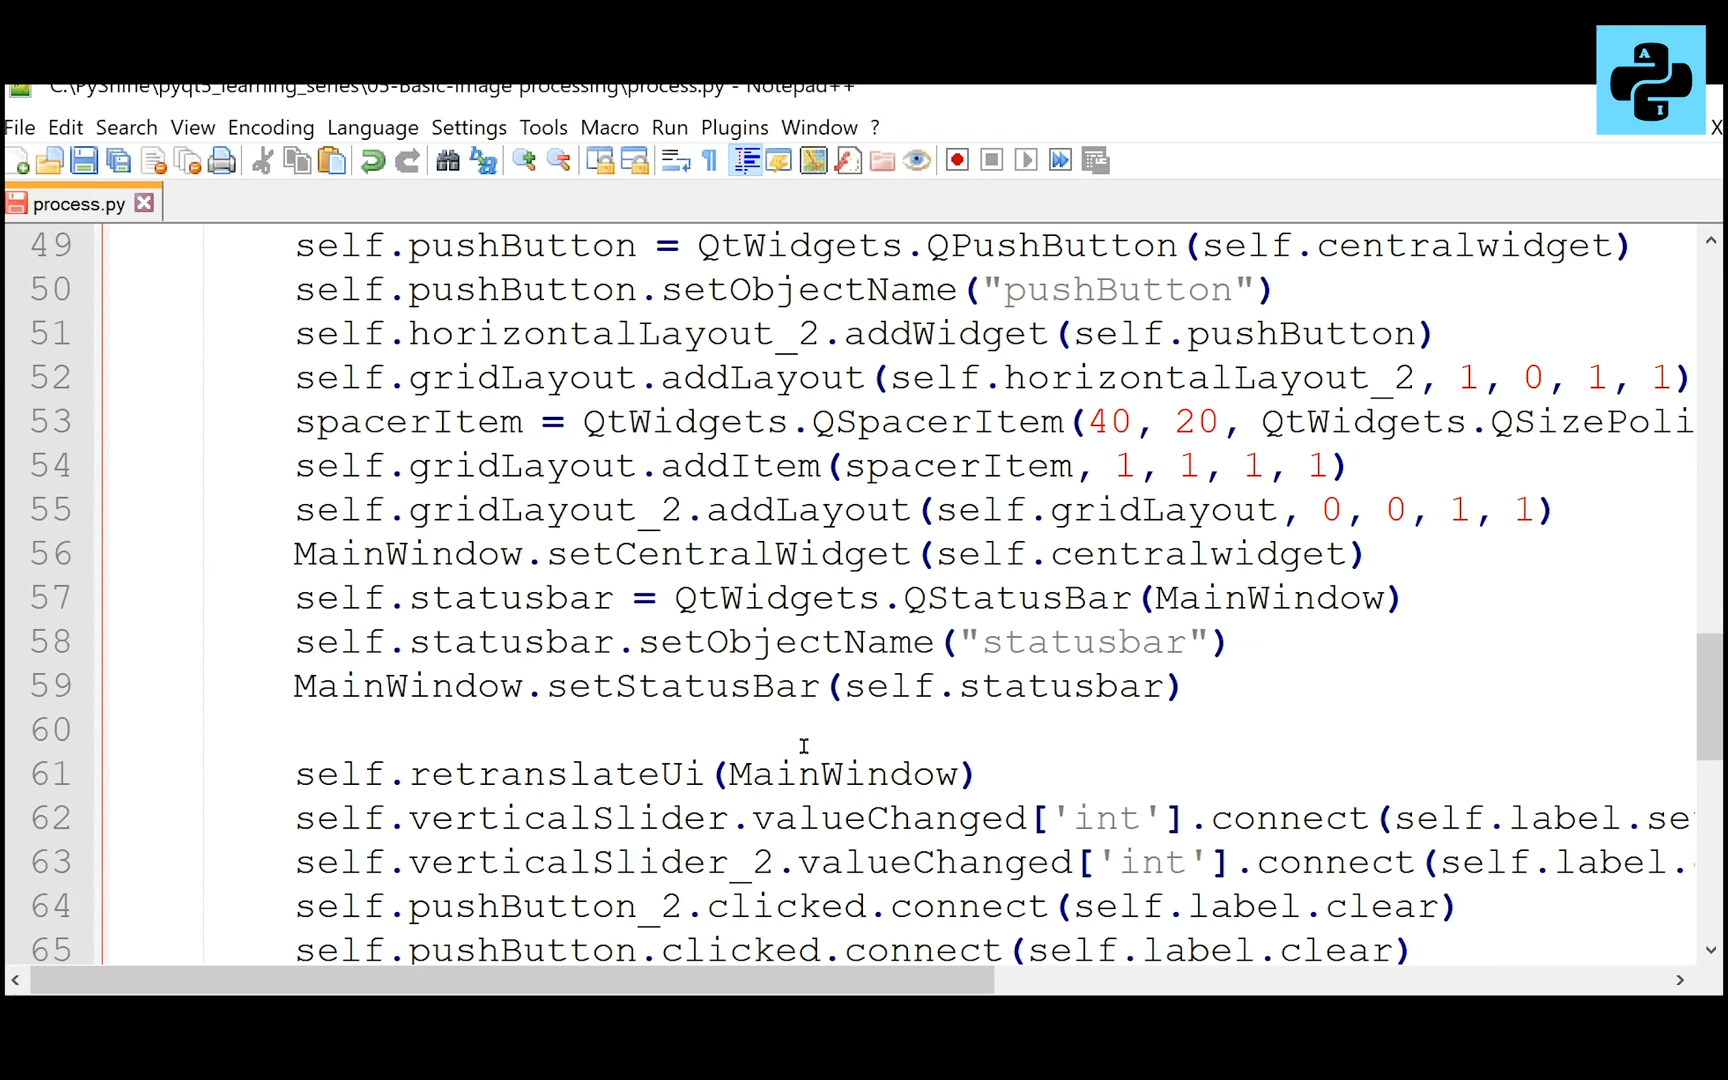 C:\PyShine\pyqt5_learning_series\05-Basic-Image processing\process.py - Notepad++
File Edit Search View Encoding Language Settings Tools Macro Run Plugins Window ?
X
process.py
49 self.pushButton = QtWidgets.QPushButton(self.centralwidget)
50 self.pushButton.setObjectName("pushButton")
51 self.horizontalLayout_2.addWidget(self.pushButton)
52 self.gridLayout.addLayout(self.horizontalLayout_2, 1, 0, 1, 1)
53 spacerItem = QtWidgets.QSpacerItem(40, 20, QtWidgets.QSizePoli
54 self.gridLayout.addItem(spacerItem, 1, 1, 1, 1)
55 self.gridLayout_2.addLayout(self.gridLayout, 0, 0, 1, 1)
56 MainWindow.setCentralWidget(self.centralwidget)
57 self.statusbar = QtWidgets.QStatusBar(MainWindow)
58 self.statusbar.setObjectName("statusbar")
59 MainWindow.setStatusBar(self.statusbar)
60
61 self.retranslateUi(MainWindow)
62 self.verticalSlider.valueChanged['int'].connect(self.label.se
63 self.verticalSlider_2.valueChanged['int'].connect(self.label.
64 self.pushButton_2.clicked.connect(self.label.clear)
65 self.pushButton.clicked.connect(self.label.clear)
A
I